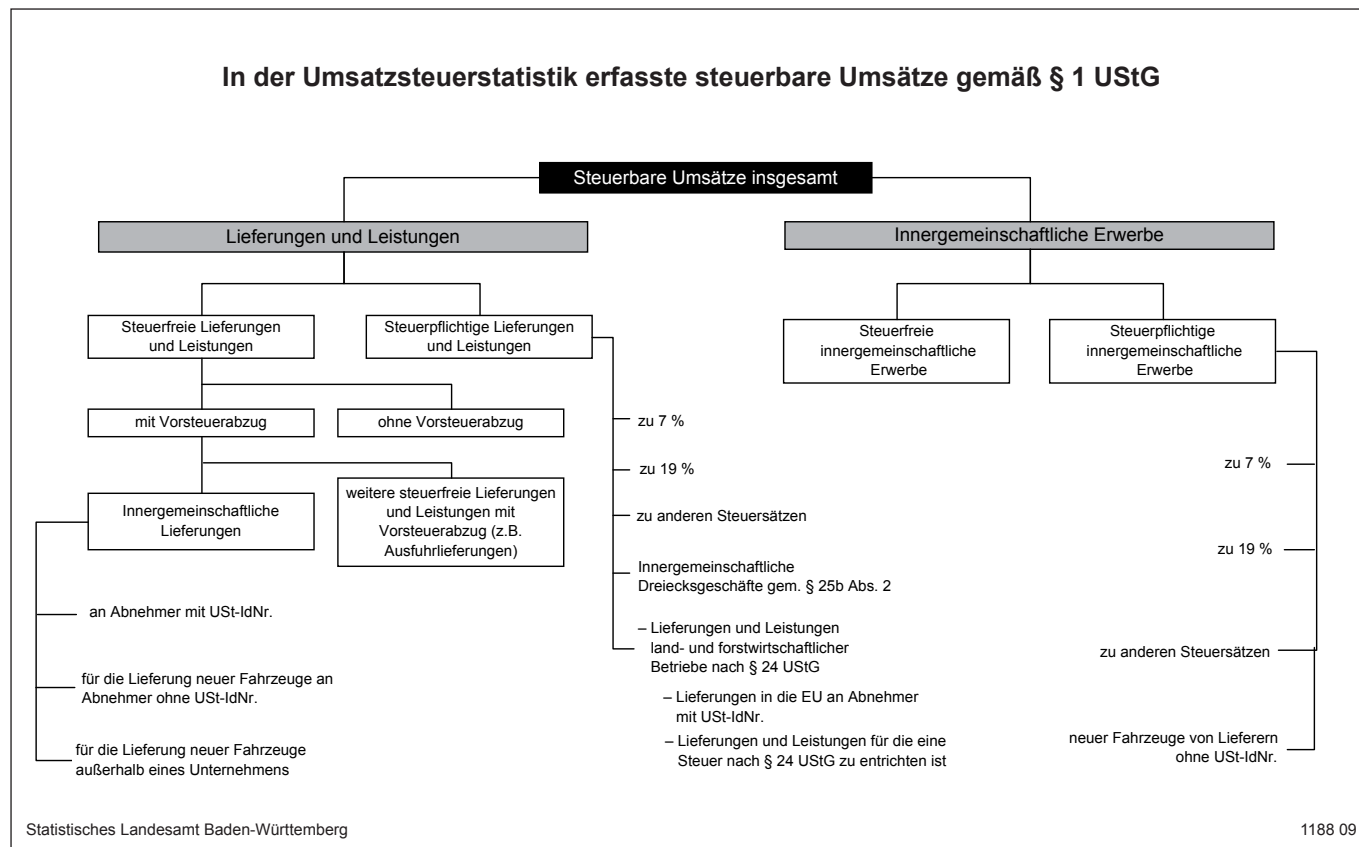 In der Umsatzsteuerstatistik erfasste steuerbare Umsätze gemäß § 1 UStG
Steuerbare Umsätze insgesamt
Lieferungen und Leistungen
Innergemeinschaftliche Erwerbe
Steuerfreie Lieferungen
und Leistungen
Steuerpflichtige Lieferungen
und Leistungen
Steuerfreie
innergemeinschaftliche
Erwerbe
Steuerpflichtige
innergemeinschaftliche
Erwerbe
mit Vorsteuerabzug
ohne Vorsteuerabzug
Innergemeinschaftliche
Lieferungen
weitere steuerfreie Lieferungen
und Leistungen mit
Vorsteuerabzug (z.B.
Ausfuhrlieferungen)
an Abnehmer mit USt-IdNr.
für die Lieferung neuer Fahrzeuge an
Abnehmer ohne USt-IdNr.
für die Lieferung neuer Fahrzeuge
außerhalb eines Unternehmens
zu 7 %
zu 19 %
zu anderen Steuersätzen
Innergemeinschaftliche
Dreiecksgeschäfte gem. § 25b Abs. 2
– Lieferungen und Leistungen
land- und forstwirtschaftlicher
Betriebe nach § 24 UStG
– Lieferungen in die EU an Abnehmer
mit USt-IdNr.
– Lieferungen und Leistungen für die eine
Steuer nach § 24 UStG zu entrichten ist
zu 7 %
zu 19 %
zu anderen Steuersätzen
neuer Fahrzeuge von Lieferern
ohne USt-IdNr.
Statistisches Landesamt Baden-Württemberg
1188 09